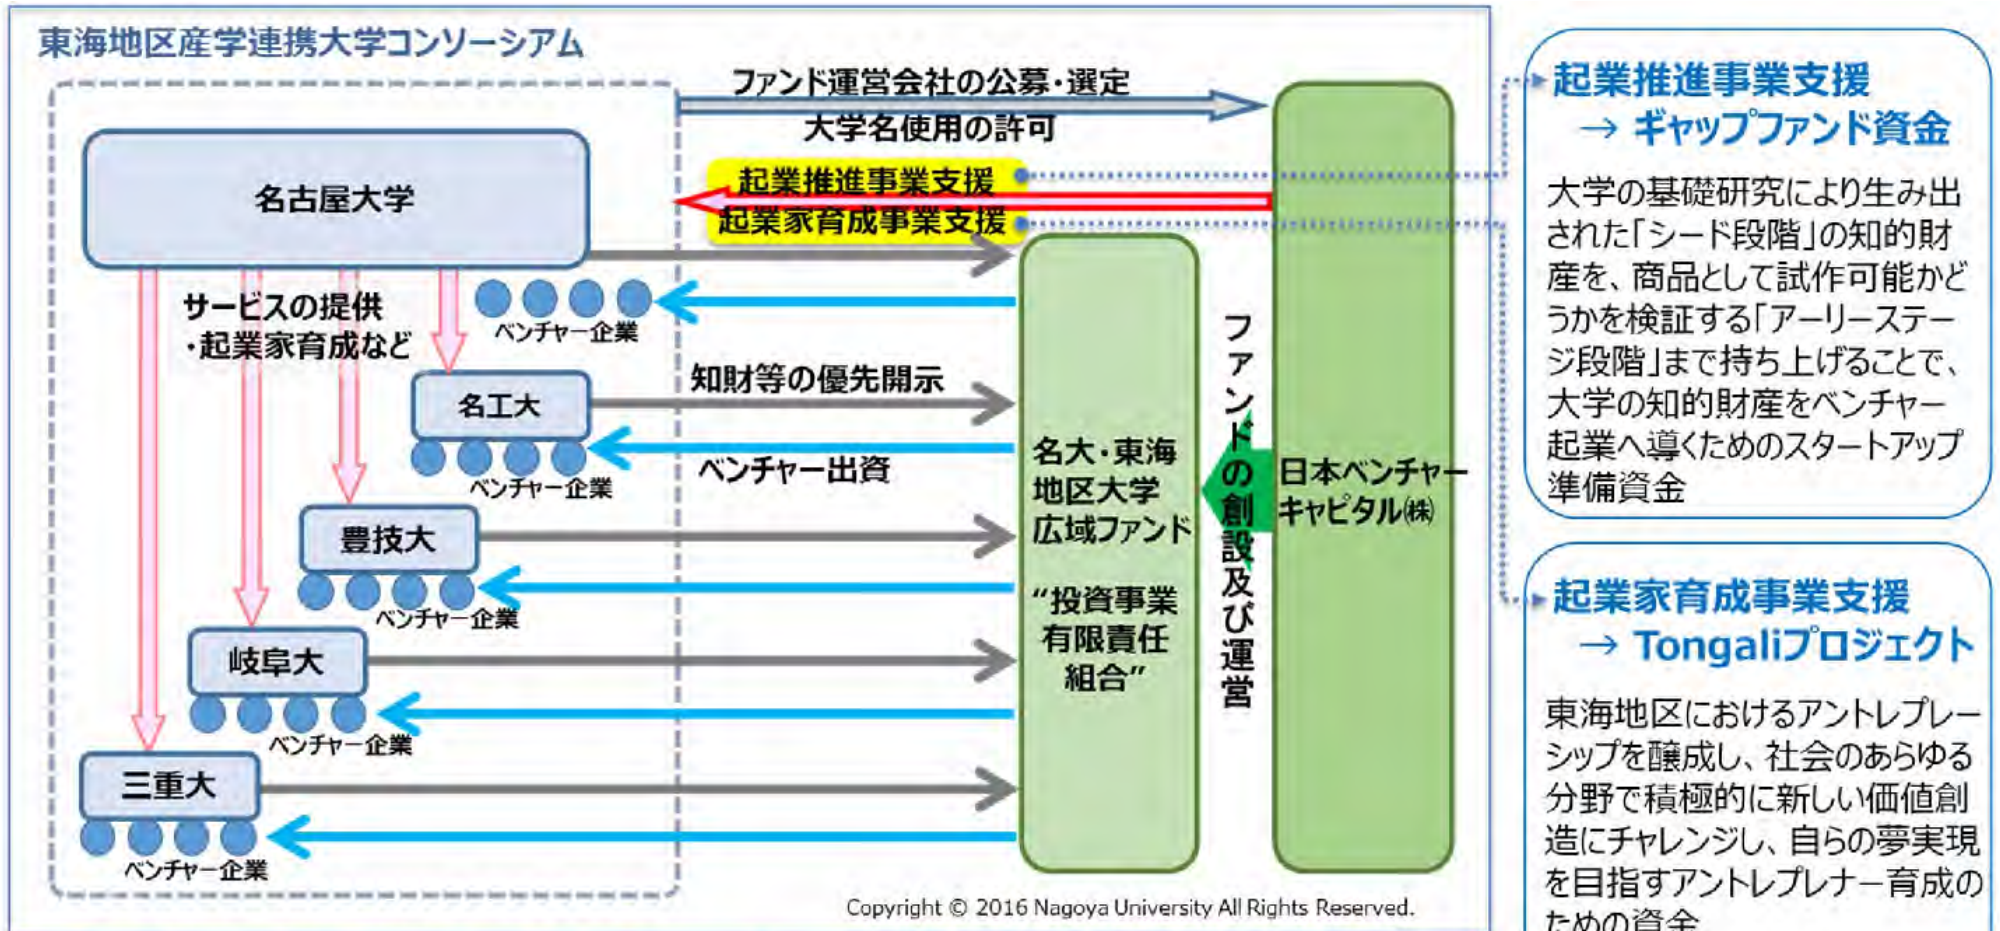 東海地区産学連携大学コンソーシアム
ファンド運営会社の公募・選定
大学名使用の許可
名古屋大学
起業推進事業支援
起業家育成事業支援
サービスの提供
・起業家育成など
ベンチャー企業
名工大
知財等の優先開示
ベンチャー企業
ベンチャー出資
豊技大
ベンチャー企業
岐阜大
ベンチャー企業
三重大
ベンチャー企業
名大・東海
地区大学
広域ファンド
“投資事業
有限責任
組合”
ファンドの創設及び運営
日本ベンチャー
キャピタル㈱
Copyright © 2016 Nagoya University All Rights Reserved.
起業推進事業支援
→ ギャップファンド資金
大学の基礎研究により生み出
された「シード段階」の知的財
産を、商品として試作可能かど
うかを検証する「アーリーステー
ジ段階」まで持ち上げることで、
大学の知的財産をベンチャー
起業へ導くためのスタートアップ
準備資金
起業家育成事業支援
→ Tongaliプロジェクト
東海地区におけるアントレプレー
シップを醸成し、社会のあらゆる
分野で積極的に新しい価値創
造にチャレンジし、自らの夢実現
を目指すアントレプレナー育成の
ための資金